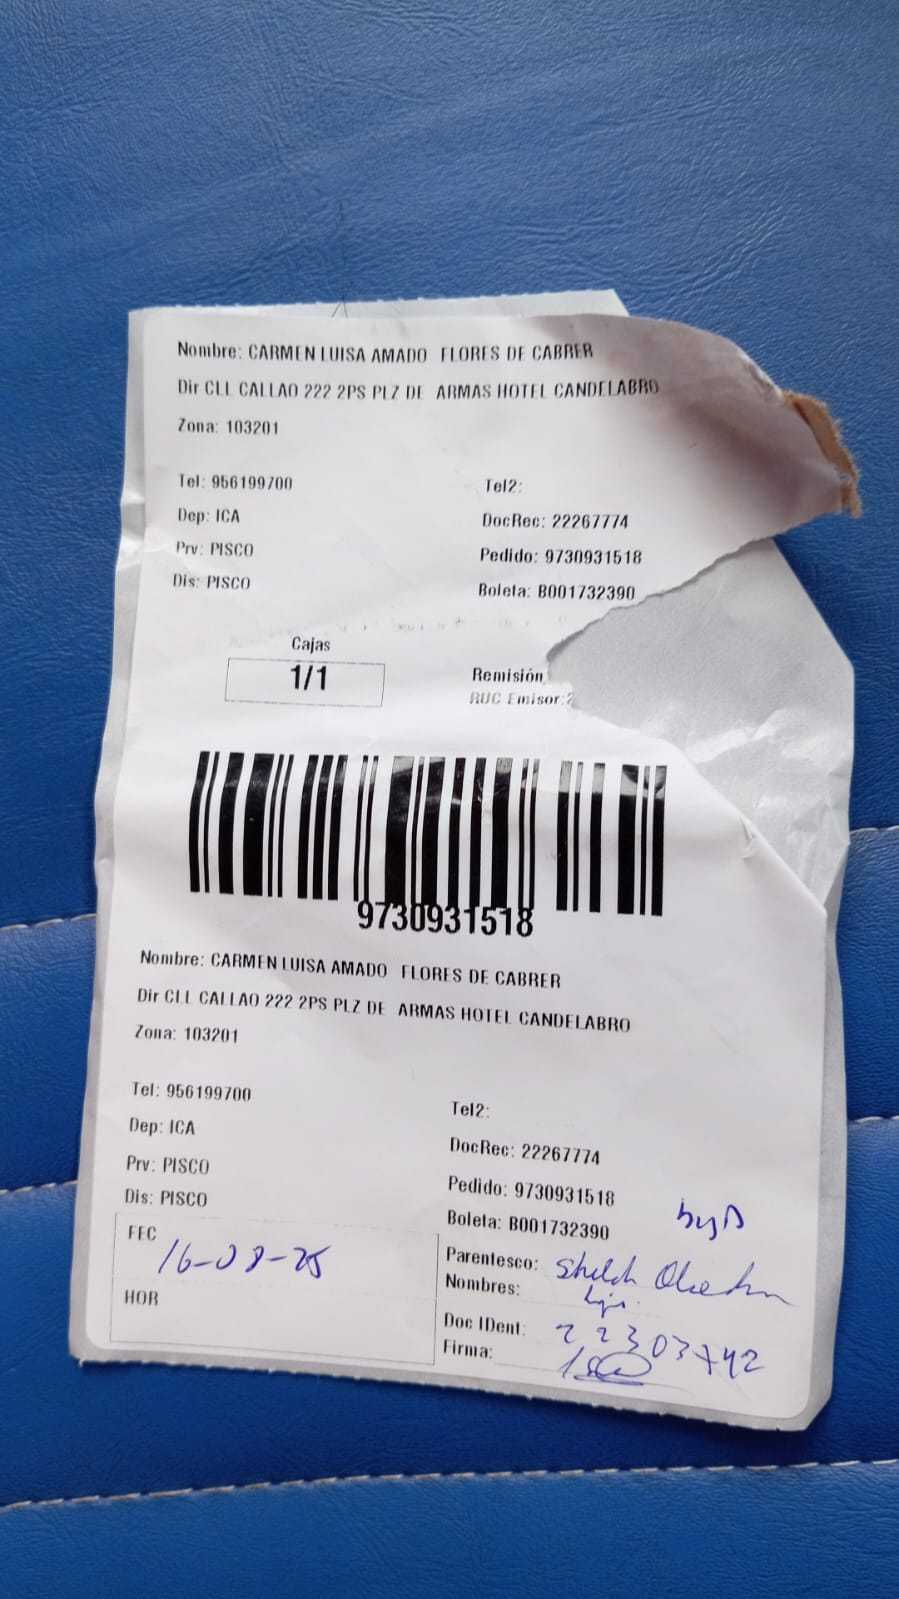 Nombre: CARMEN LUISA AMADO FLORES DE CABRER
Dir CLL CALLAO 222 2PS PLZ DE ARMAS HOTEL CANDELABRO
Zona: 103201
Tel: 956199700 Tel2:
Dep: ICA DocRec: 22267774
Prv: PISCO Pedido: 9730931518
Dis: PISCO Boleta: B001732390
Cajas
1/1
Remisión
RUC Emisor:2
9730931518
Nombre: CARMEN LUISA AMADO FLORES DE CABRER
Dir CLL CALLAO 222 2PS PLZ DE ARMAS HOTEL CANDELABRO
Zona: 103201
Tel: 956199700 Tel2:
Dep: ICA DocRec: 22267774
Prv: PISCO Pedido: 9730931518
Dis: PISCO Boleta: B001732390
FEC 16-08-25
HOR
Parentesco:
Nombres:
Doc IDent: 22303742
Firma: